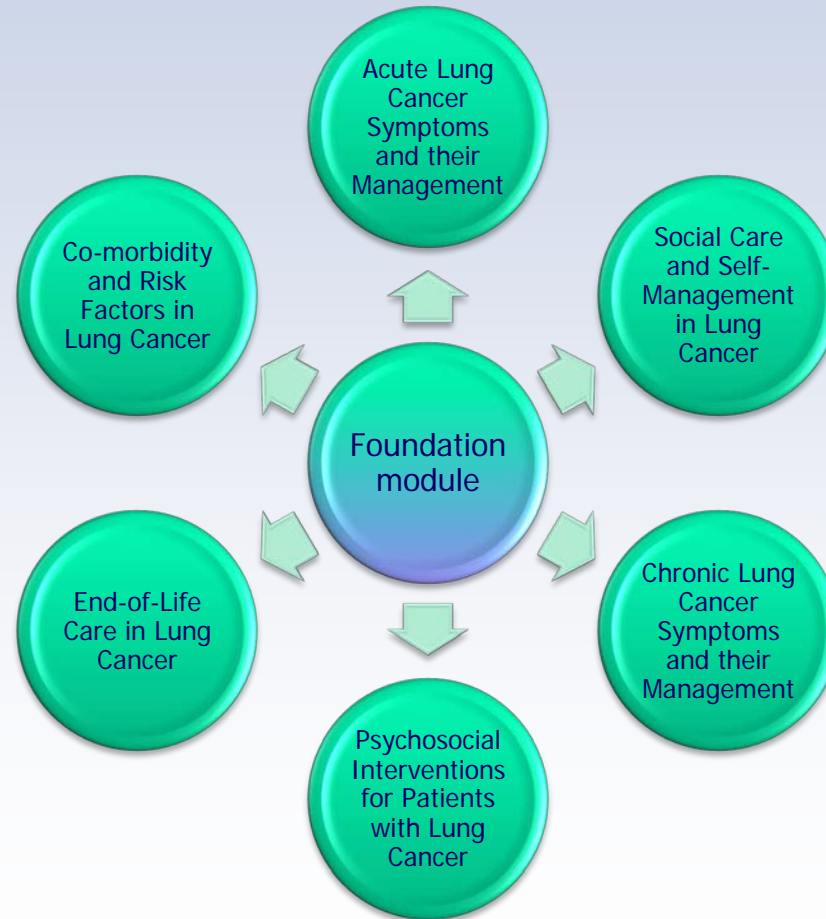 Acute Lung
Cancer
Symptoms
and their
Management
Co-morbidity
and Risk
Factors in
Lung Cancer
Social Care
and Self-
Management
in Lung
Cancer
Foundation
module
End-of-Life
Care in Lung
Cancer
Chronic Lung
Cancer
Symptoms
and their
Management
Psychosocial
Interventions
for Patients
with Lung
Cancer